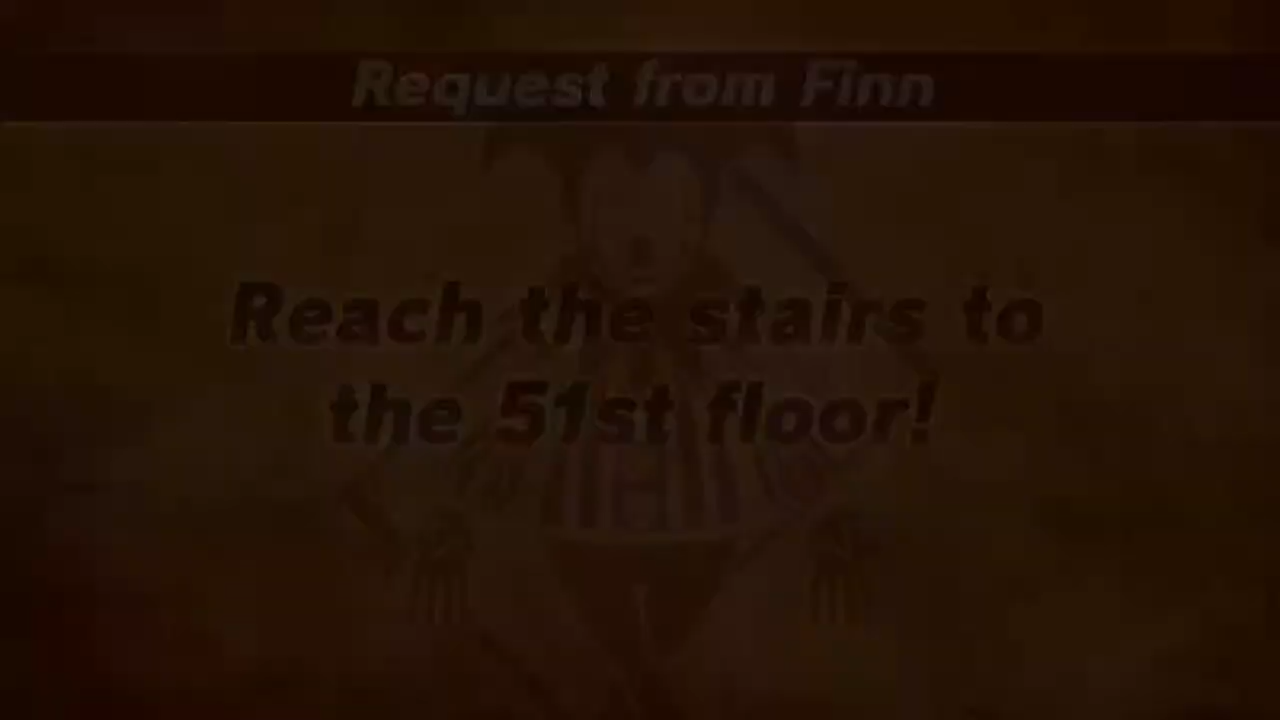 Request from Finn
Reach the stairs to
the 51st floor!